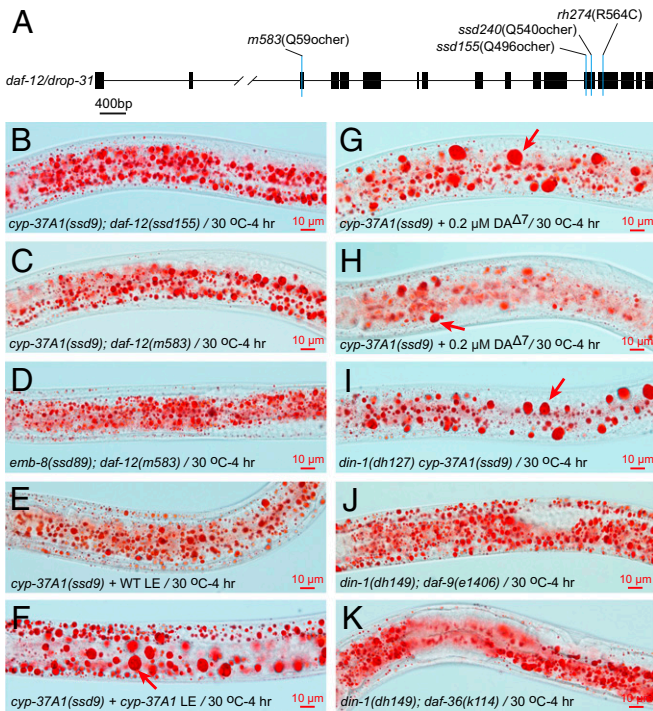 A
rh274(R564C)
ssd240(Q540ocher)
m583(Q59ocher)
ssd155(Q496ocher)
daf-12/drop-31
400bp
B
cyp-37A1(ssd9); daf-12(ssd155) / 30 ºC-4 hr
10 µm
G
cyp-37A1(ssd9) + 0.2 µM DAΔ7/ 30 ºC-4 hr
10 µm
C
cyp-37A1(ssd9); daf-12(m583) / 30 ºC-4 hr
10 µm
H
cyp-37A1(ssd9) + 0.2 µM DAΔ7/ 30 ºC-4 hr
10 µm
D
emb-8(ssd89); daf-12(m583) / 30 ºC-4 hr
10 µm
I
din-1(dh127) cyp-37A1(ssd9) / 30 ºC-4 hr
10 µm
E
cyp-37A1(ssd9) + WT LE / 30 ºC-4 hr
10 µm
J
din-1(dh149); daf-9(e1406) / 30 ºC-4 hr
10 µm
F
cyp-37A1(ssd9) + cyp-37A1 LE / 30 ºC-4 hr
10 µm
K
din-1(dh149); daf-36(k114) / 30 ºC-4 hr
10 µm